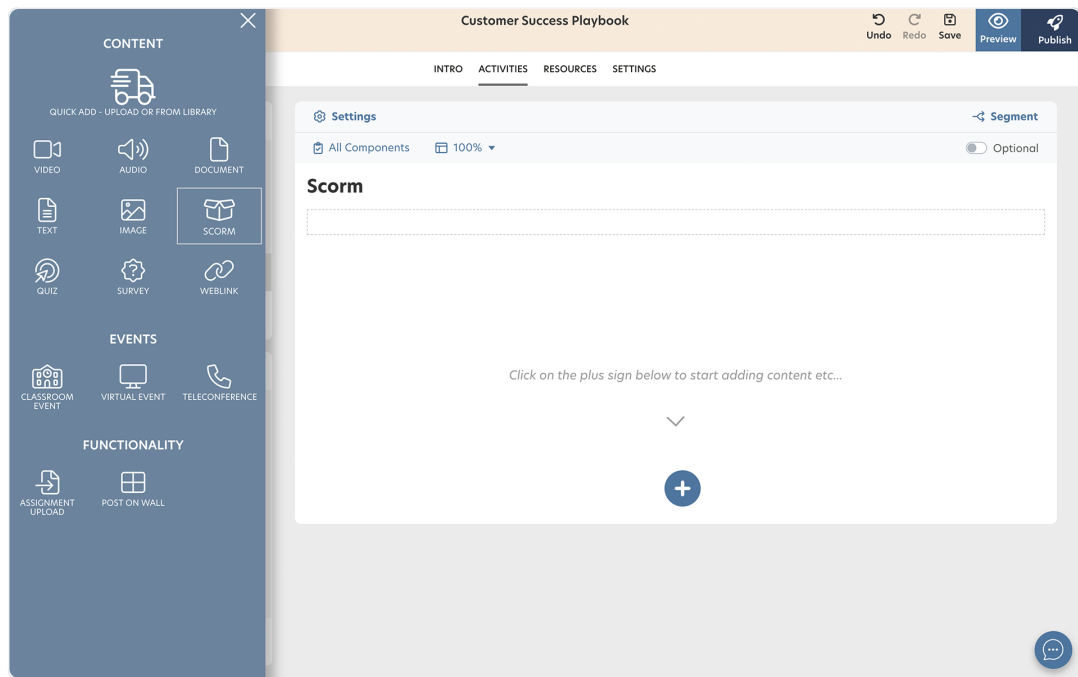 CONTENT
QUICK ADD - UPLOAD OR FROM LIBRARY
VIDEO
AUDIO
DOCUMENT
TEXT
IMAGE
SCORM
QUIZ
SURVEY
WEBLINK
EVENTS
CLASSROOM
EVENT
VIRTUAL EVENT
TELECONFERENCE
FUNCTIONALITY
ASSIGNMENT
UPLOAD
POST ON WALL
Customer Success Playbook
Undo
Redo
Save
Preview
Publish
INTRO ACTIVITIES RESOURCES SETTINGS
Settings
Segment
All Components
100%
Optional
Scorm
Click on the plus sign below to start adding content etc...